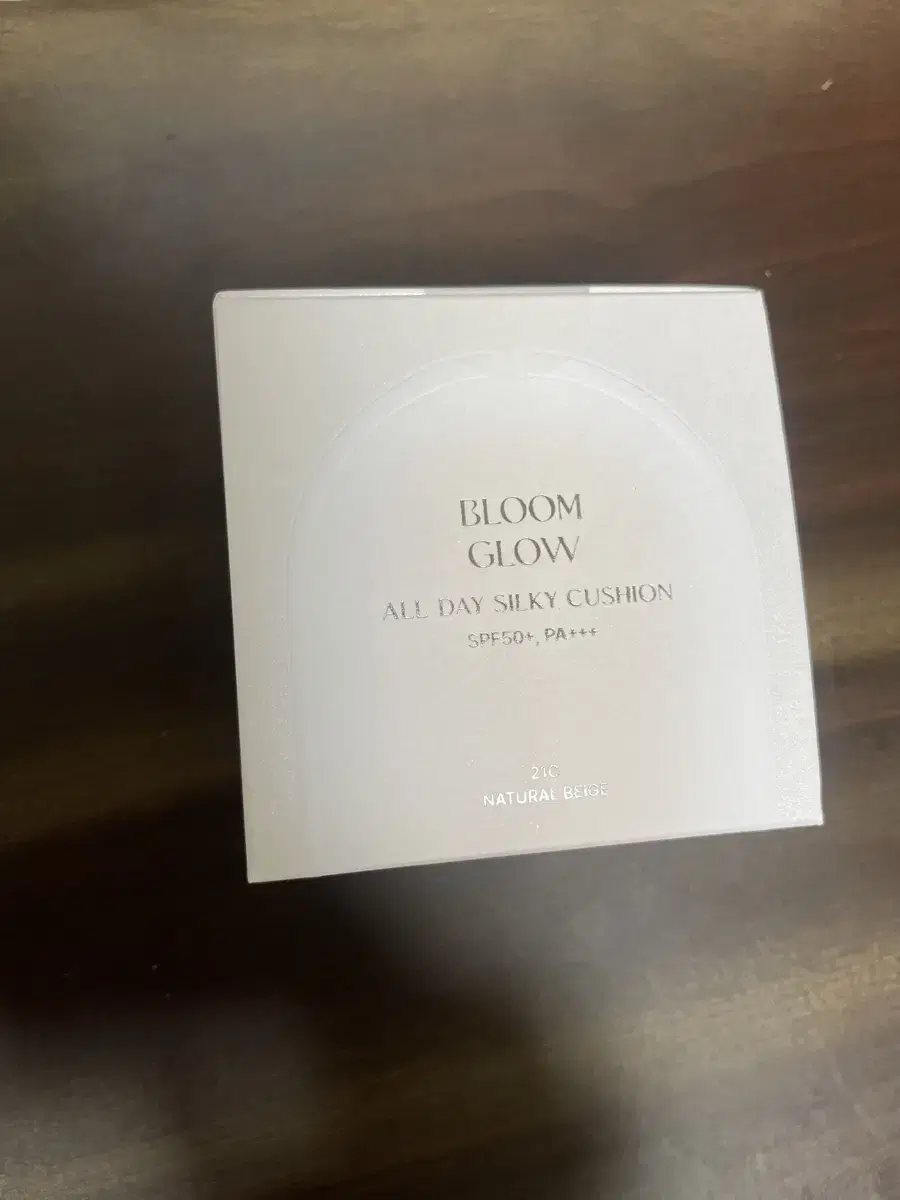 BLOOM
GLOW
ALL DAY SILKY CUSHION
SPF50+, PA+++
21C
NATURAL BEIGE